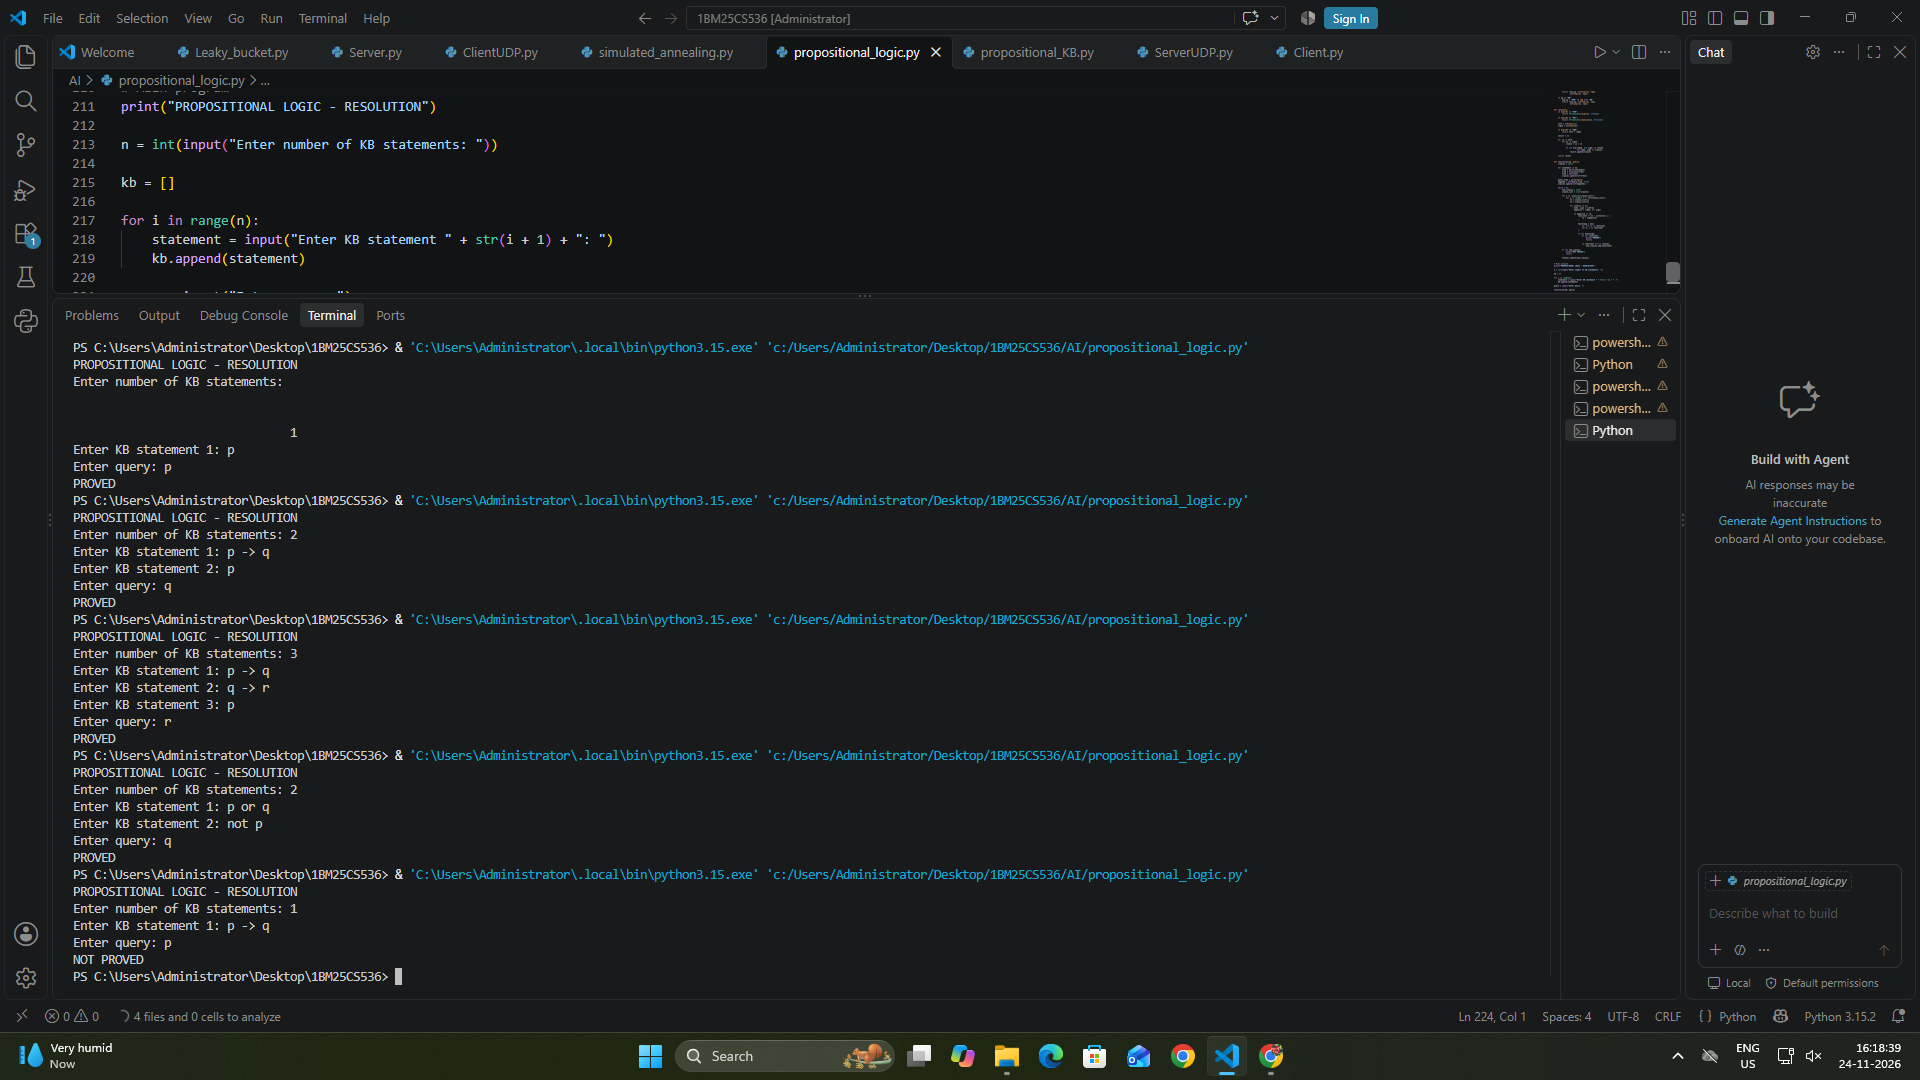 File Edit Selection View Go Run Terminal Help
1BM25CS536 [Administrator]
Sign In
Welcome Leaky_bucket.py Server.py ClientUDP.py simulated_annealing.py propositional_logic.py propositional_KB.py ServerUDP.py Client.py
AI > propositional_logic.py > ...
211 print("PROPOSITIONAL LOGIC - RESOLUTION")
212
213 n = int(input("Enter number of KB statements: "))
214
215 kb = []
216
217 for i in range(n):
218 statement = input("Enter KB statement " + str(i + 1) + ": ")
219 kb.append(statement)
220
Problems Output Debug Console Terminal Ports
PS C:\Users\Administrator\Desktop\1BM25CS536> & 'C:\Users\Administrator\.local\bin\python3.15.exe' 'c:/Users/Administrator/Desktop/1BM25CS536/AI/propositional_logic.py'
PROPOSITIONAL LOGIC - RESOLUTION
Enter number of KB statements:
1
Enter KB statement 1: p
Enter query: p
PROVED
PS C:\Users\Administrator\Desktop\1BM25CS536> & 'C:\Users\Administrator\.local\bin\python3.15.exe' 'c:/Users/Administrator/Desktop/1BM25CS536/AI/propositional_logic.py'
PROPOSITIONAL LOGIC - RESOLUTION
Enter number of KB statements: 2
Enter KB statement 1: p -> q
Enter KB statement 2: p
Enter query: q
PROVED
PS C:\Users\Administrator\Desktop\1BM25CS536> & 'C:\Users\Administrator\.local\bin\python3.15.exe' 'c:/Users/Administrator/Desktop/1BM25CS536/AI/propositional_logic.py'
PROPOSITIONAL LOGIC - RESOLUTION
Enter number of KB statements: 3
Enter KB statement 1: p -> q
Enter KB statement 2: q -> r
Enter KB statement 3: p
Enter query: r
PROVED
PS C:\Users\Administrator\Desktop\1BM25CS536> & 'C:\Users\Administrator\.local\bin\python3.15.exe' 'c:/Users/Administrator/Desktop/1BM25CS536/AI/propositional_logic.py'
PROPOSITIONAL LOGIC - RESOLUTION
Enter number of KB statements: 2
Enter KB statement 1: p or q
Enter KB statement 2: not p
Enter query: q
PROVED
PS C:\Users\Administrator\Desktop\1BM25CS536> & 'C:\Users\Administrator\.local\bin\python3.15.exe' 'c:/Users/Administrator/Desktop/1BM25CS536/AI/propositional_logic.py'
PROPOSITIONAL LOGIC - RESOLUTION
Enter number of KB statements: 1
Enter KB statement 1: p -> q
Enter query: p
NOT PROVED
PS C:\Users\Administrator\Desktop\1BM25CS536>
powersh...
Python
powersh...
powersh...
Python
Chat
Build with Agent
AI responses may be
inaccurate
Generate Agent Instructions to
onboard AI onto your codebase.
propositional_logic.py
Describe what to build
Local Default permissions
1
0 0 4 files and 0 cells to analyze
Ln 224, Col 1 Spaces: 4 UTF-8 CRLF { } Python Python 3.15.2
Very humid
Now
Search
ENG
US
16:18:39
24-11-2026